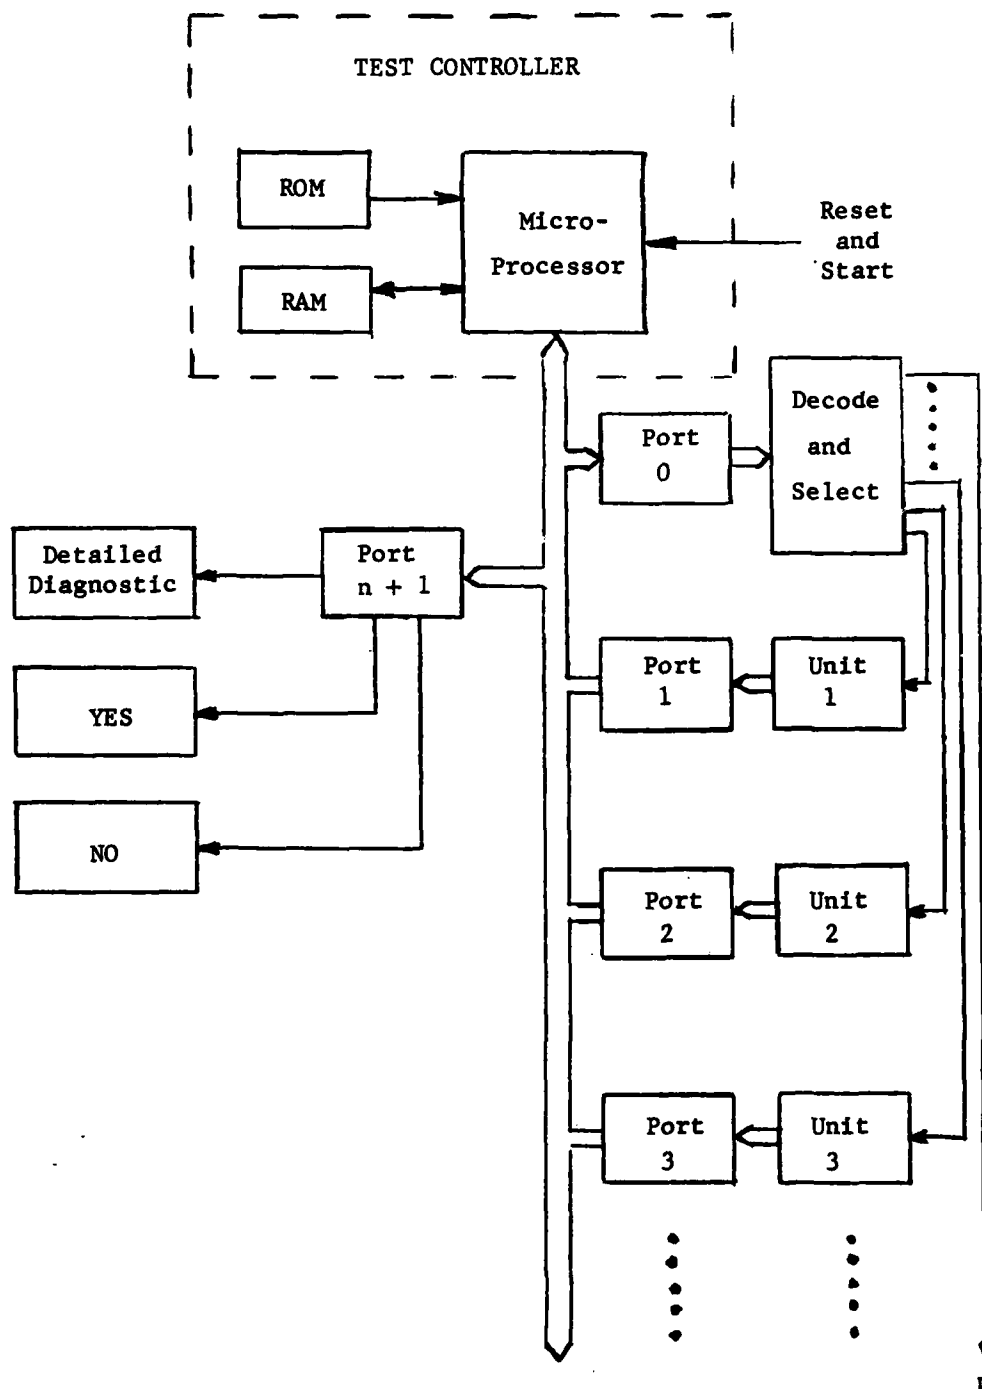 TEST CONTROLLER
ROM
Micro-
Processor
RAM
Reset
and
Start
Decode
and
Select
Port
0
Detailed
Diagnostic
Port
n + 1
YES
NO
Port
1
Unit
1
Port
2
Unit
2
Port
3
Unit
3